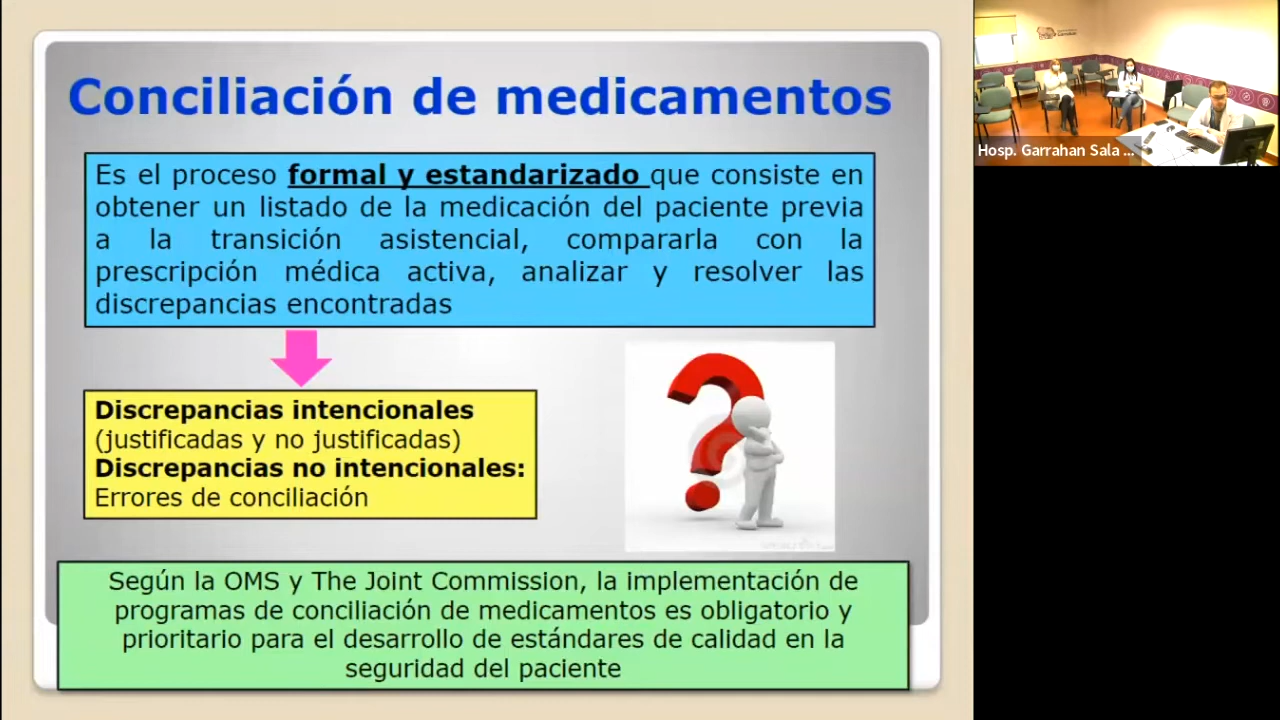 Conciliación de medicamentos
Es el proceso formal y estandarizado que consiste en
obtener un listado de la medicación del paciente previa
a la transición asistencial, compararla con la
prescripción médica activa, analizar y resolver las
discrepancias encontradas
Discrepancias intencionales
(justificadas y no justificadas)
Discrepancias no intencionales:
Errores de conciliación
Según la OMS y The Joint Commission, la implementación de
programas de conciliación de medicamentos es obligatorio y
prioritario para el desarrollo de estándares de calidad en la
seguridad del paciente
Hosp. Garrahan Sala ...